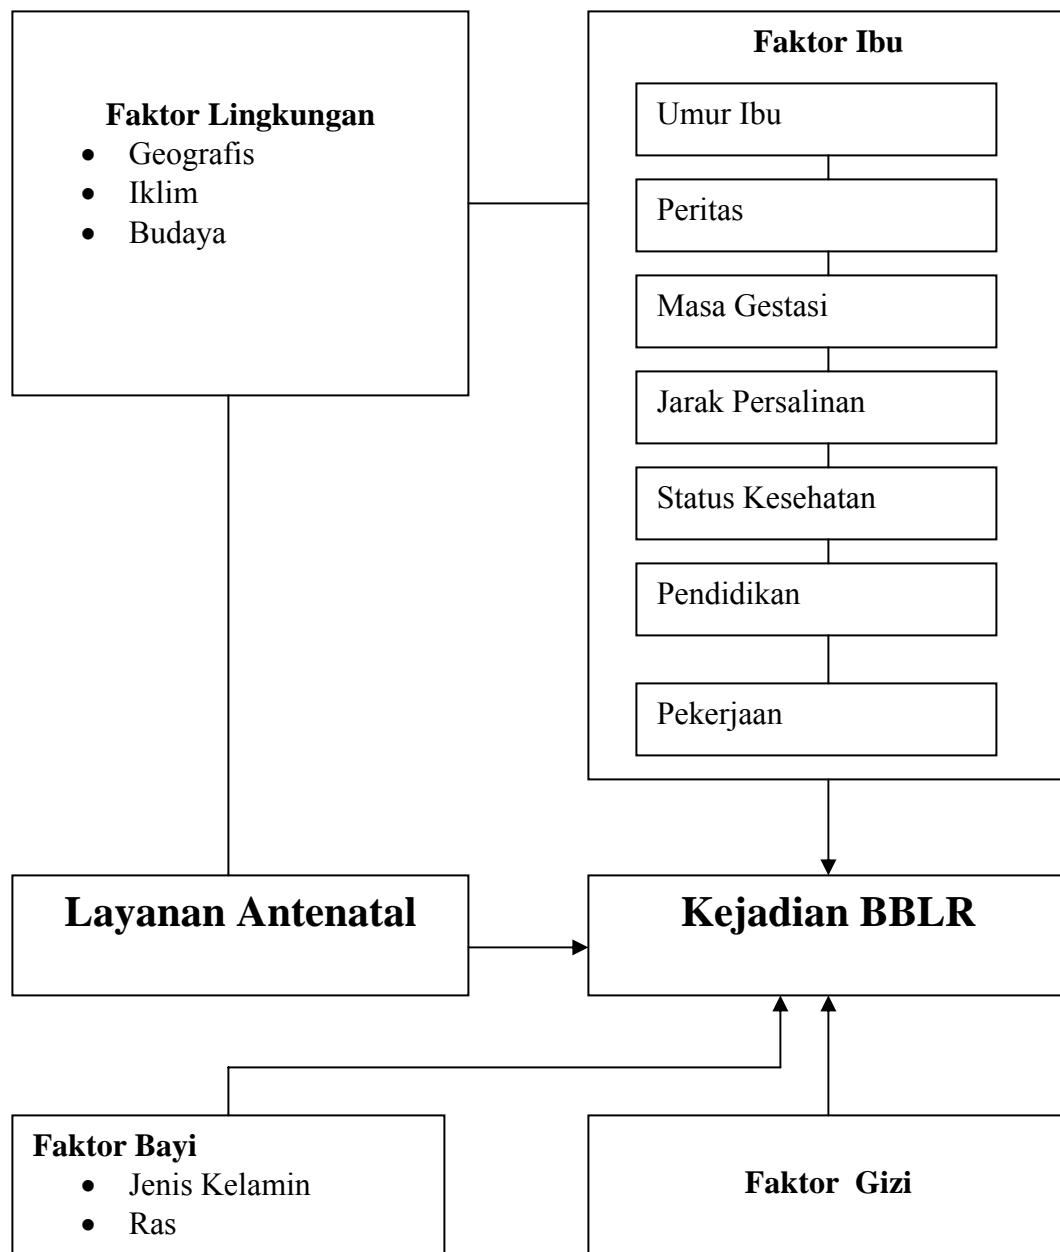 Faktor Lingkungan
• Geografis
• Iklim
• Budaya
Faktor Ibu
Umur Ibu
Peritas
Masa Gestasi
Jarak Persalinan
Status Kesehatan
Pendidikan
Pekerjaan
Layanan Antenatal
Kejadian BBLR
Faktor Bayi
• Jenis Kelamin
• Ras
Faktor Gizi